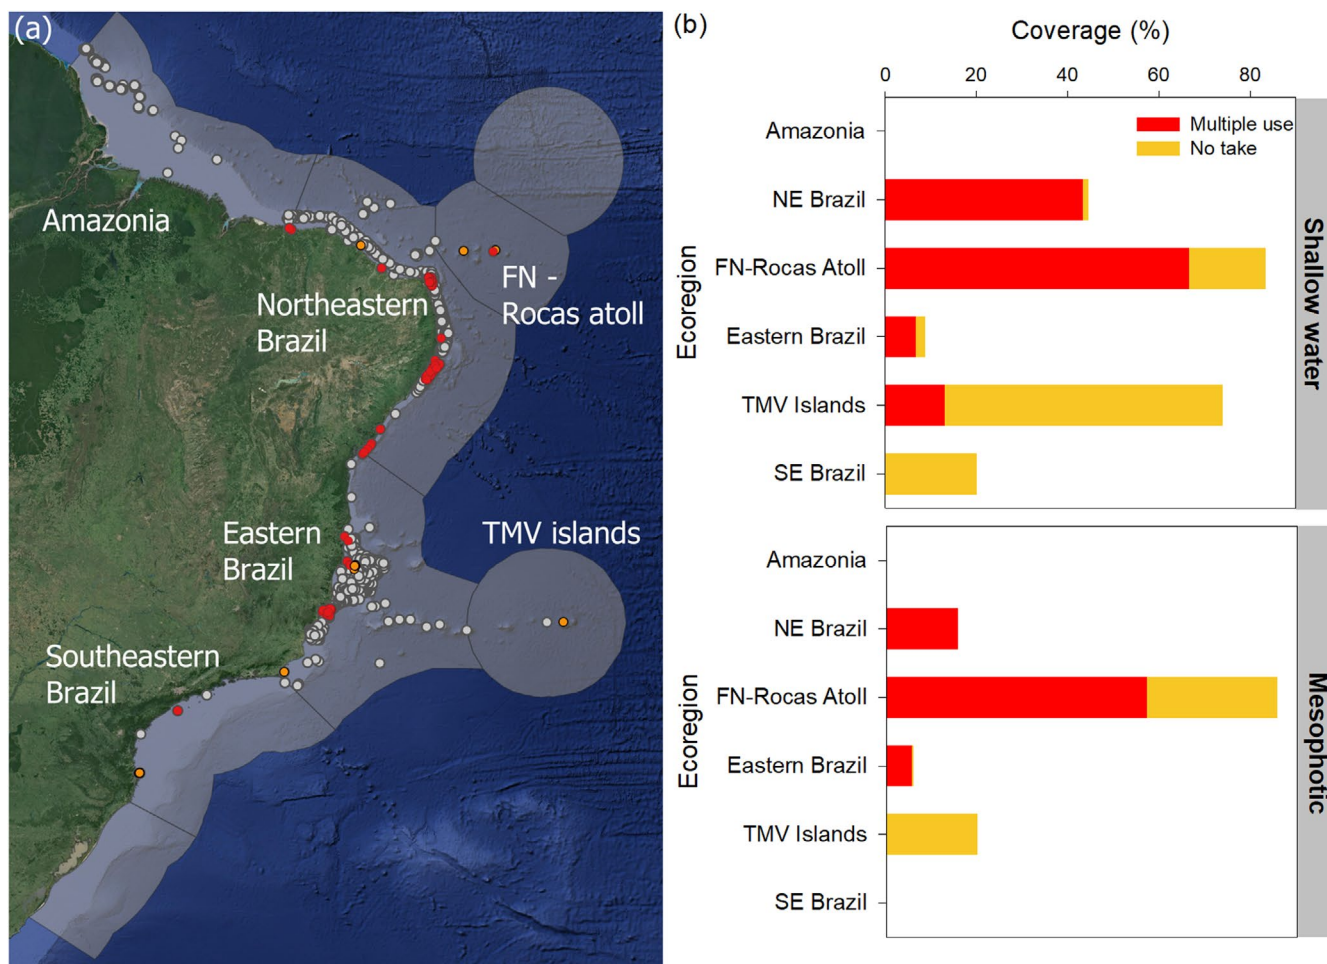 (a)
Amazonia
Northeastern
Brazil
FN -
Rocas atoll
Eastern
Brazil
TMV islands
Southeastern
Brazil
(b)
Coverage (%)
0 20 40 60 80
Multiple use
No take
Ecoregion
Amazonia
NE Brazil
FN-Rocas Atoll
Eastern Brazil
TMV Islands
SE Brazil
Shallow water
Ecoregion
Amazonia
NE Brazil
FN-Rocas Atoll
Eastern Brazil
TMV Islands
SE Brazil
Mesophotic